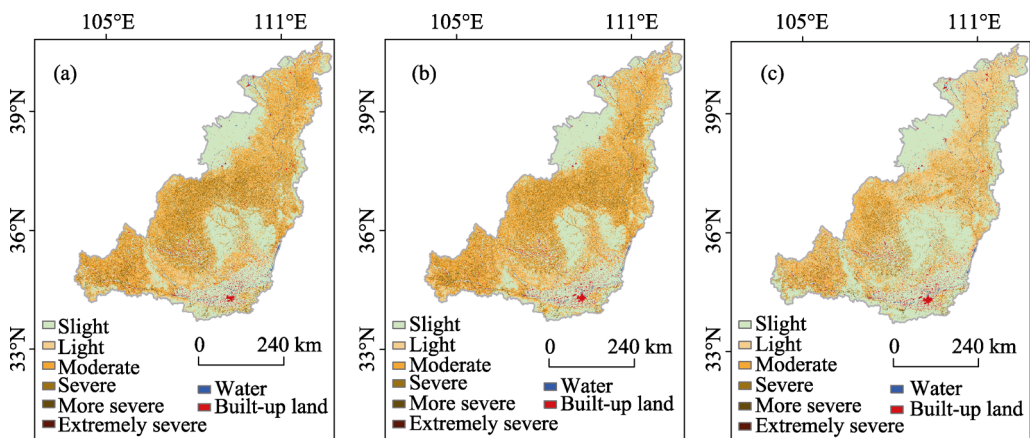 105°E 111°E 105°E 111°E 105°E 111°E
(a) (b) (c)
39°N 39°N 39°N
36°N 36°N 36°N
33°N 33°N 33°N
Slight
Light
Moderate
Severe
More severe
Extremely severe
0 240 km
Water
Built-up land
Slight
Light
Moderate
Severe
More severe
Extremely severe
0 240 km
Water
Built-up land
Slight
Light
Moderate
Severe
More severe
Extremely severe
0 240 km
Water
Built-up land